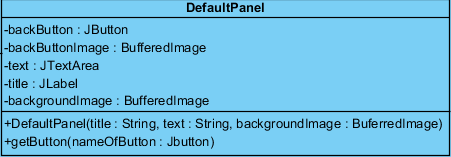 DefaultPanel
-backButton : JButton
-backButtonImage : BufferedImage
-text : JTextArea
-title : JLabel
-backgroundImage : BufferedImage
+DefaultPanel(title : String, text : String, backgroundImage : BuferredImage)
+getButton(nameOfButton : Jbutton)